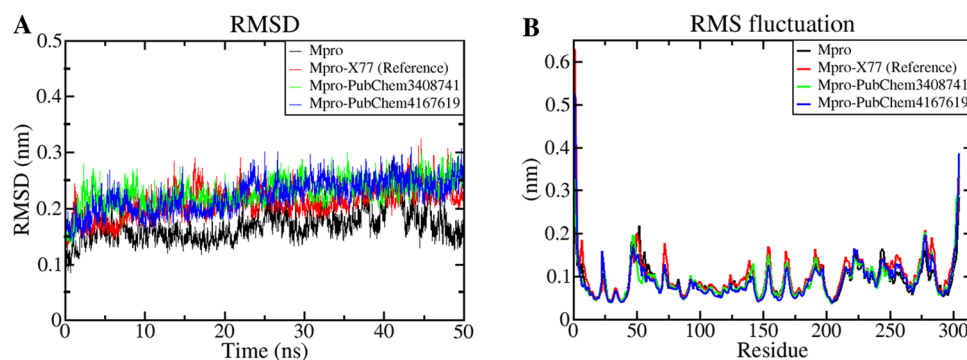 A
RMSD
0.5
0.4
0.3
0.2
0.1
0
RMSD (nm)
0
10
20
30
40
50
Time (ns)
Mpro
Mpro-X77 (Reference)
Mpro-PubChem3408741
Mpro-PubChem4167619
B
RMS fluctuation
0.6
0.5
0.4
0.3
0.2
0.1
0
(nm)
0
50
100
150
200
250
300
Residue
Mpro
Mpro-X77 (Reference)
Mpro-PubChem3408741
Mpro-PubChem4167619